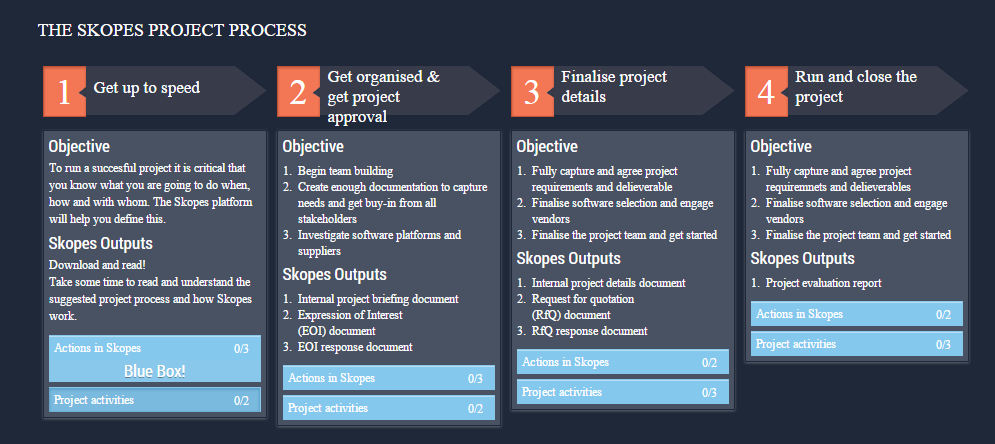 THE SKOPES PROJECT PROCESS
1
Get up to speed
Objective
To run a succesful project it is critical that
you know what you are going to do when,
how and with whom. The Skopes platform
will help you define this.
Skopes Outputs
Download and read!
Take some time to read and understand the
suggested project process and how Skopes
work.
Actions in Skopes 0/3
Blue Box!
Project activities 0/2
2
Get organised &
get project
approval
Objective
1. Begin team building
2. Create enough documentation to capture
needs and get buy-in from all
stakeholders
3. Investigate software platforms and
suppliers
Skopes Outputs
1. Internal project briefing document
2. Expression of Interest
(EOI) document
3. EOI response document
Actions in Skopes 0/3
Project activities 0/2
3
Finalise project
details
Objective
1. Fully capture and agree project
requirements and delieverable
2. Finalise software selection and engage
vendors
3. Finalise the project team and get started
Skopes Outputs
1. Internal project details document
2. Request for quotation
(RfQ) document
3. RfQ response document
Actions in Skopes 0/2
Project activities 0/3
4
Run and close the
project
Objective
1. Fully capture and agree project
requiremnets and delieverables
2. Finalise software selection and engage
vendors
3. Finalise the project team and get started
Skopes Outputs
1. Project evaluation report
Actions in Skopes 0/2
Project activities 0/3